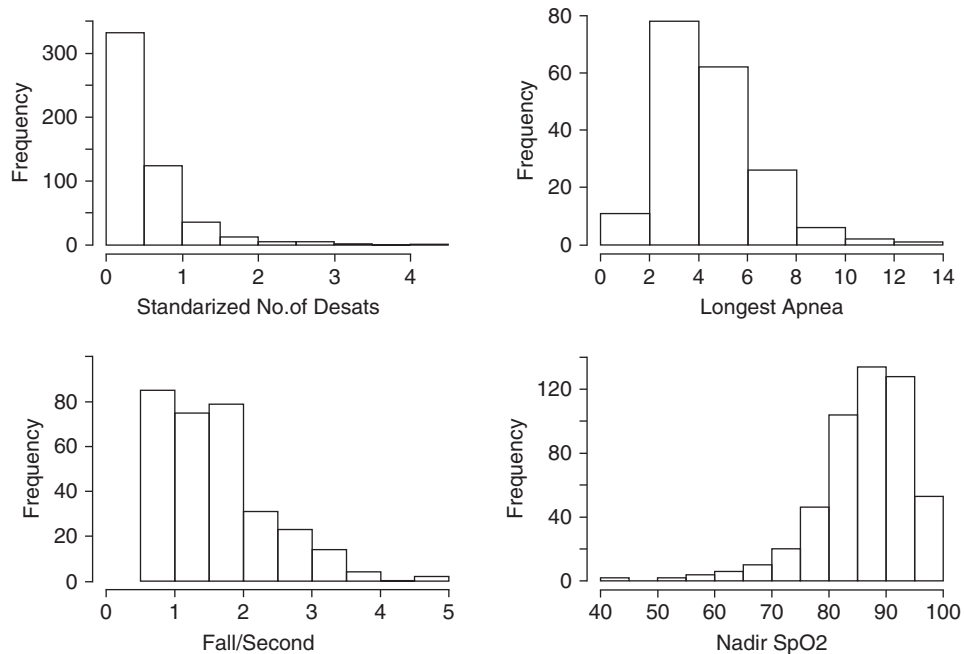 Frequency
300
200
100
0
0 1 2 3 4
Standarized No.of Desats
Frequency
80
60
40
20
0
0 2 4 6 8 10 12 14
Longest Apnea
Frequency
80
60
40
20
0
0 1 2 3 4 5
Fall/Second
Frequency
120
80
40
0
40 50 60 70 80 90 100
Nadir SpO2